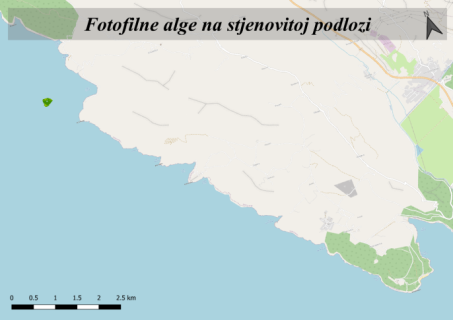 Fotofilne alge na stjenovitoj podlozi
0 0.5 1 1.5 2 2.5 km